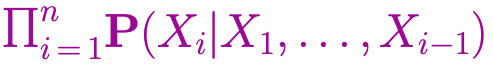 ∏ⁿᵢ₌₁P(Xᵢ|X₁, . . . , Xᵢ₋₁)